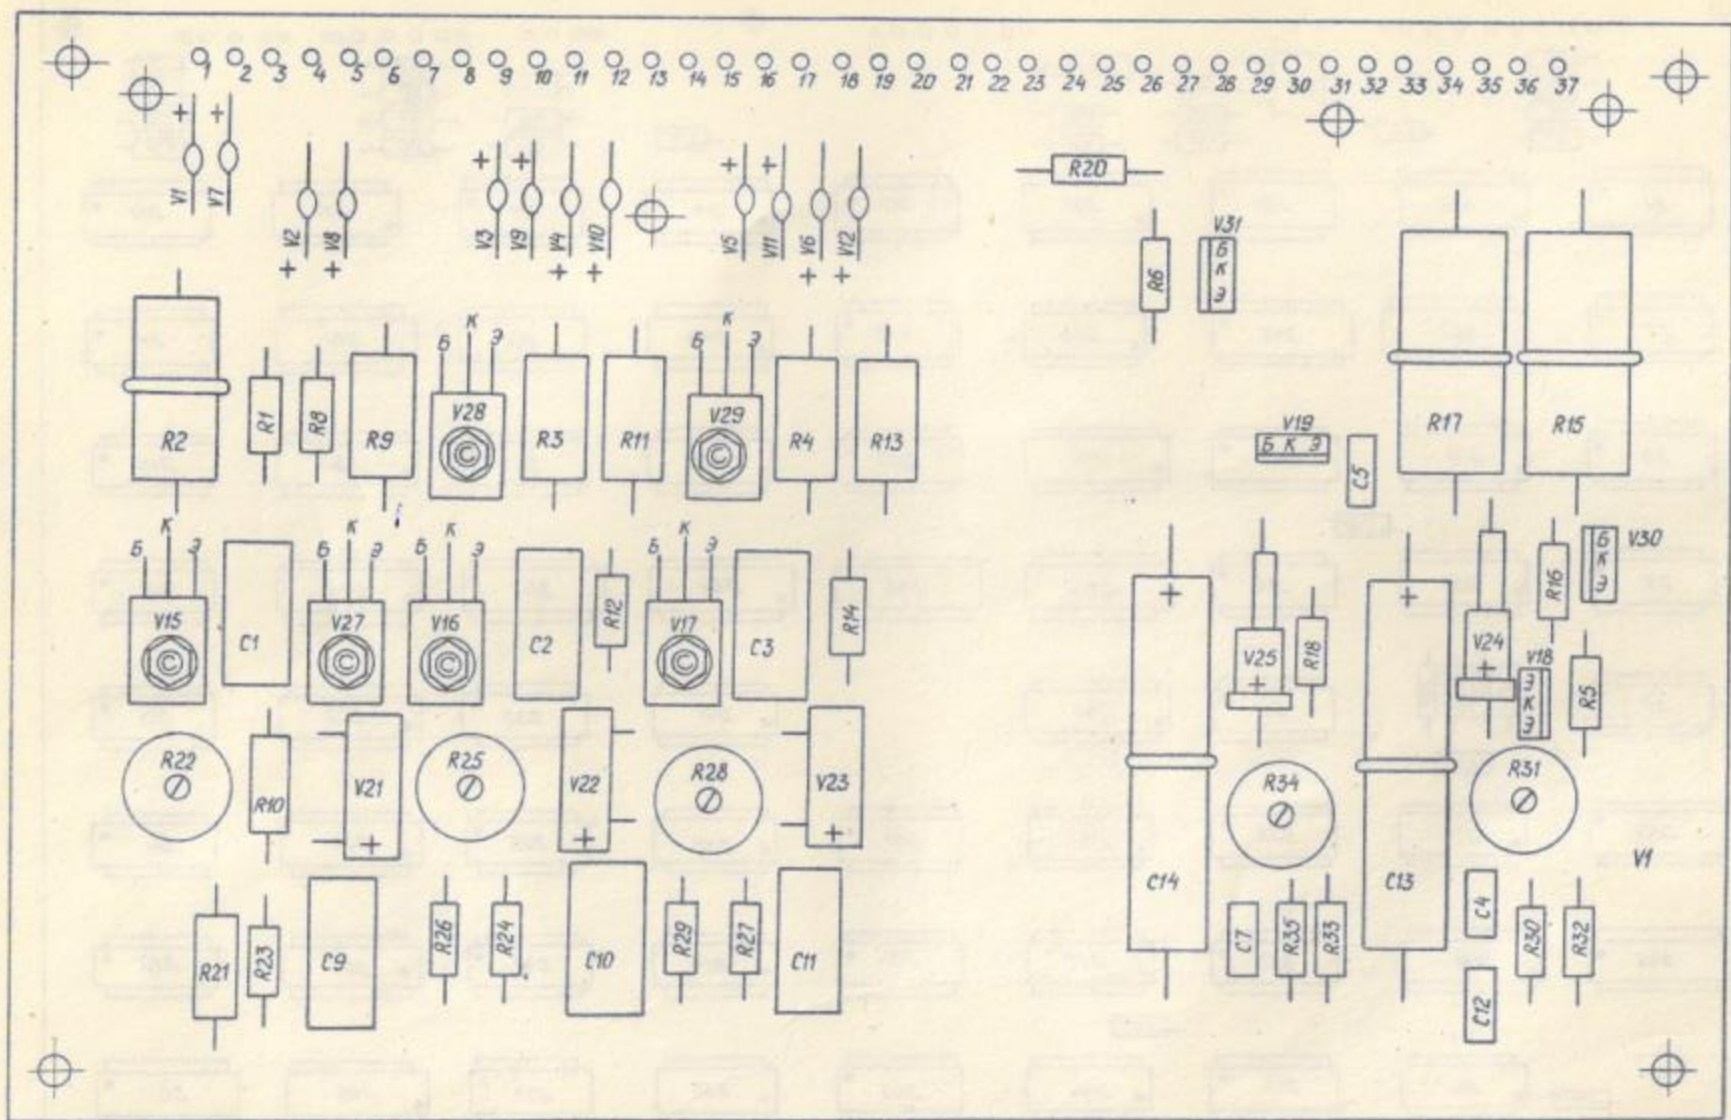 1 2 3 4 5 6 7 8 9 10 11 12 13 14 15 16 17 18 19 20 21 22 23 24 25 26 27 28 29 30 31 32 33 34 35 36 37
+ + 
V1 V7
+ + + +
V3 V9 V5 V11
V2 V8 V4 V10 V6 V12
+ + + + + +
R20
V31
R6 Б К Э
Б К Э Б К Э
V28 V29 V19
R2 R1 R8 R9 R3 R11 R4 R13 R17 R15
Б К Э
C5
Б К Э Б К Э Б К Э Б К Э
V30
Б К Э
R16
+ +
V15 C1 V27 V16 C2 R12 V17 C3 R14
V25 R18 V24 V18 R5
+ +
Э К Э
R22 R10 V21 R25 V22 R28 V23 R34 R31
+ + +
V1
C14 C13
R21 R23 C9 R26 R24 C10 R29 R27 C11 C7 R35 R33 C4 R30 R32
C12